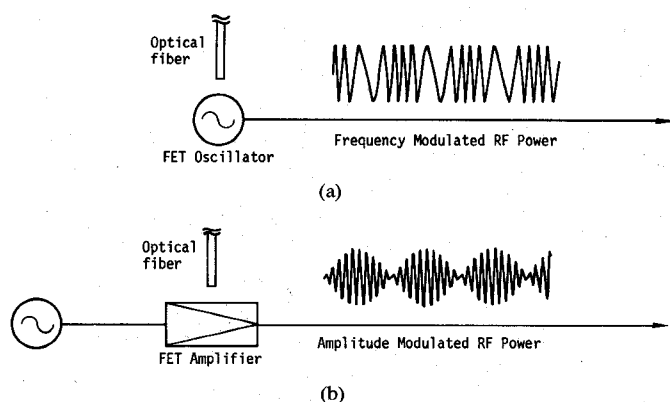 Optical
fiber
FET Oscillator
Frequency Modulated RF Power
(a)
Optical
fiber
FET Amplifier
Amplitude Modulated RF Power
(b)